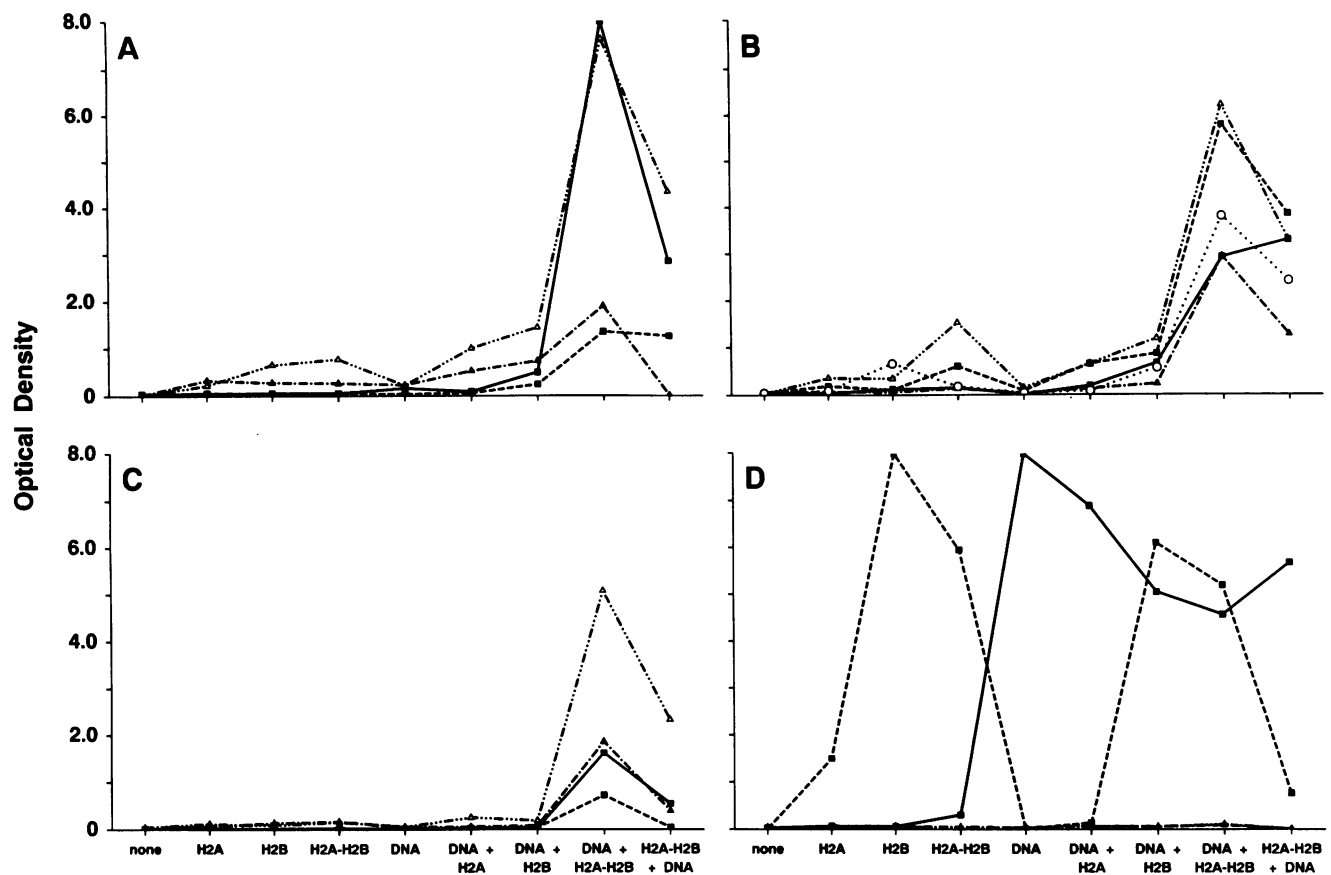 8.0
6.0
4.0
2.0
0
A
B
Optical Density
8.0
6.0
4.0
2.0
0
C
D
none H2A H2B H2A-H2B DNA DNA + DNA + DNA + H2A-H2B
H2A H2B H2A-H2B + DNA
none H2A H2B H2A-H2B DNA DNA + DNA + DNA + H2A-H2B
H2A H2B H2A-H2B + DNA